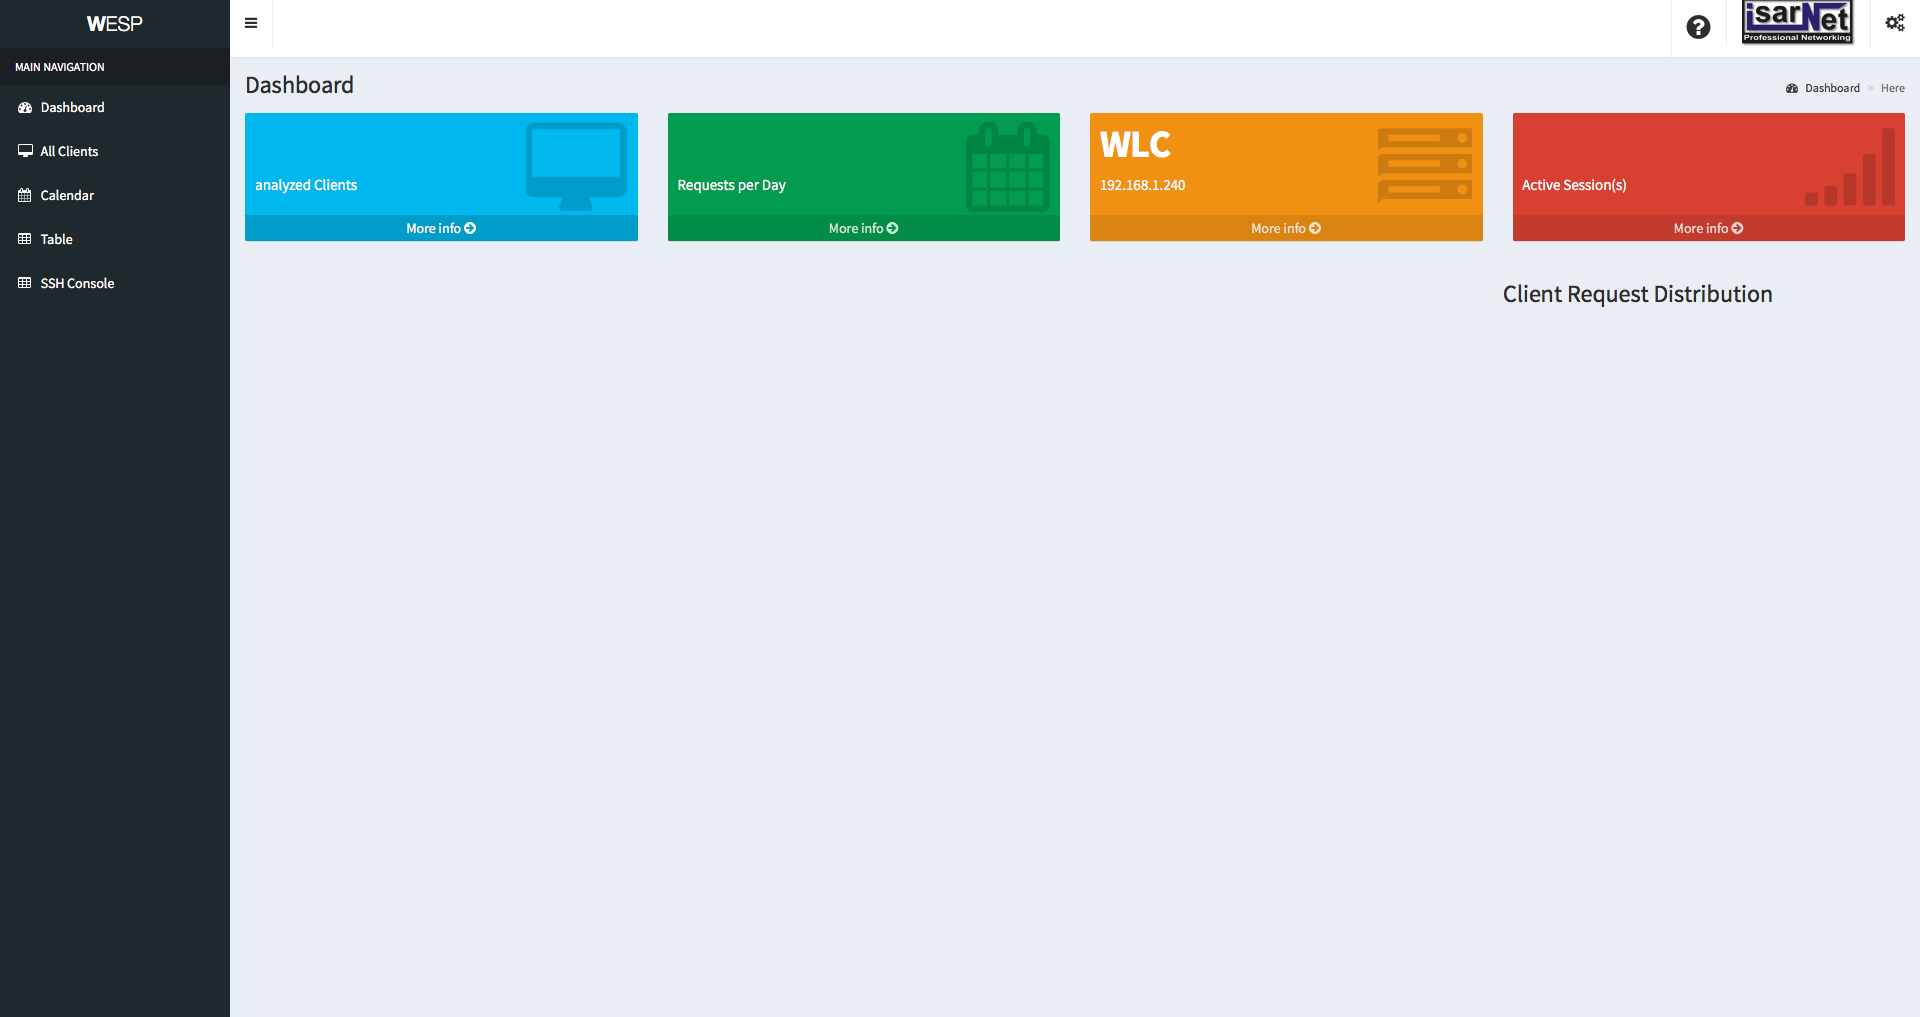 WESP
MAIN NAVIGATION
Dashboard
All Clients
Calendar
Table
SSH Console
isarNet
Professional Networking
Dashboard
Dashboard > Here
analyzed Clients
More info
Requests per Day
More info
WLC
192.168.1.240
More info
Active Session(s)
More info
Client Request Distribution